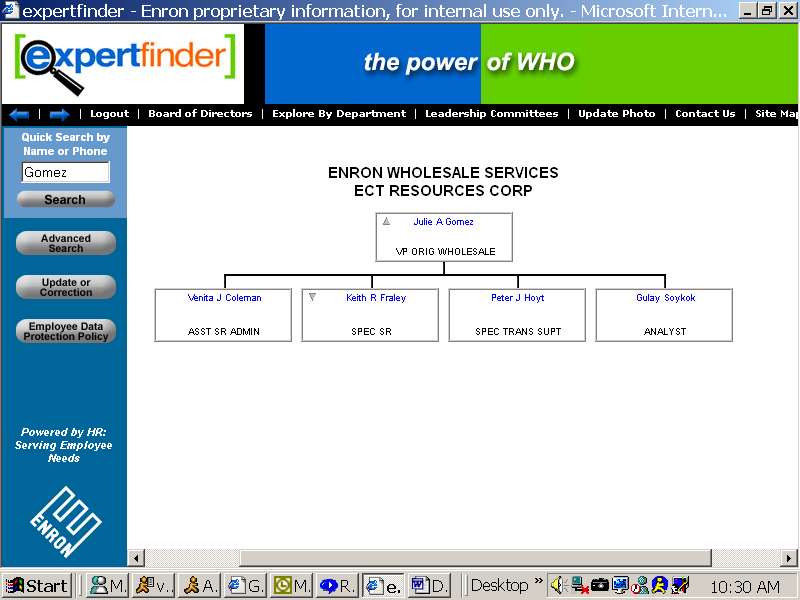 expertfinder - Enron proprietary information, for internal use only. - Microsoft Intern...
[expertfinder]
the power of WHO
Logout | Board of Directors | Explore By Department | Leadership Committees | Update Photo | Contact Us | Site Map
Quick Search by
Name or Phone
Gomez
Search
Advanced
Search
Update or
Correction
Employee Data
Protection Policy
Powered by HR:
Serving Employee
Needs
ENRON
ENRON WHOLESALE SERVICES
ECT RESOURCES CORP
Julie A Gomez
VP ORIG WHOLESALE
Venita J Coleman
ASST SR ADMIN
Keith R Fraley
SPEC SR
Peter J Hoyt
SPEC TRANS SUPT
Gulay Soykok
ANALYST
Start M. v.. A. G. M. R. e. D. Desktop » 10:30 AM